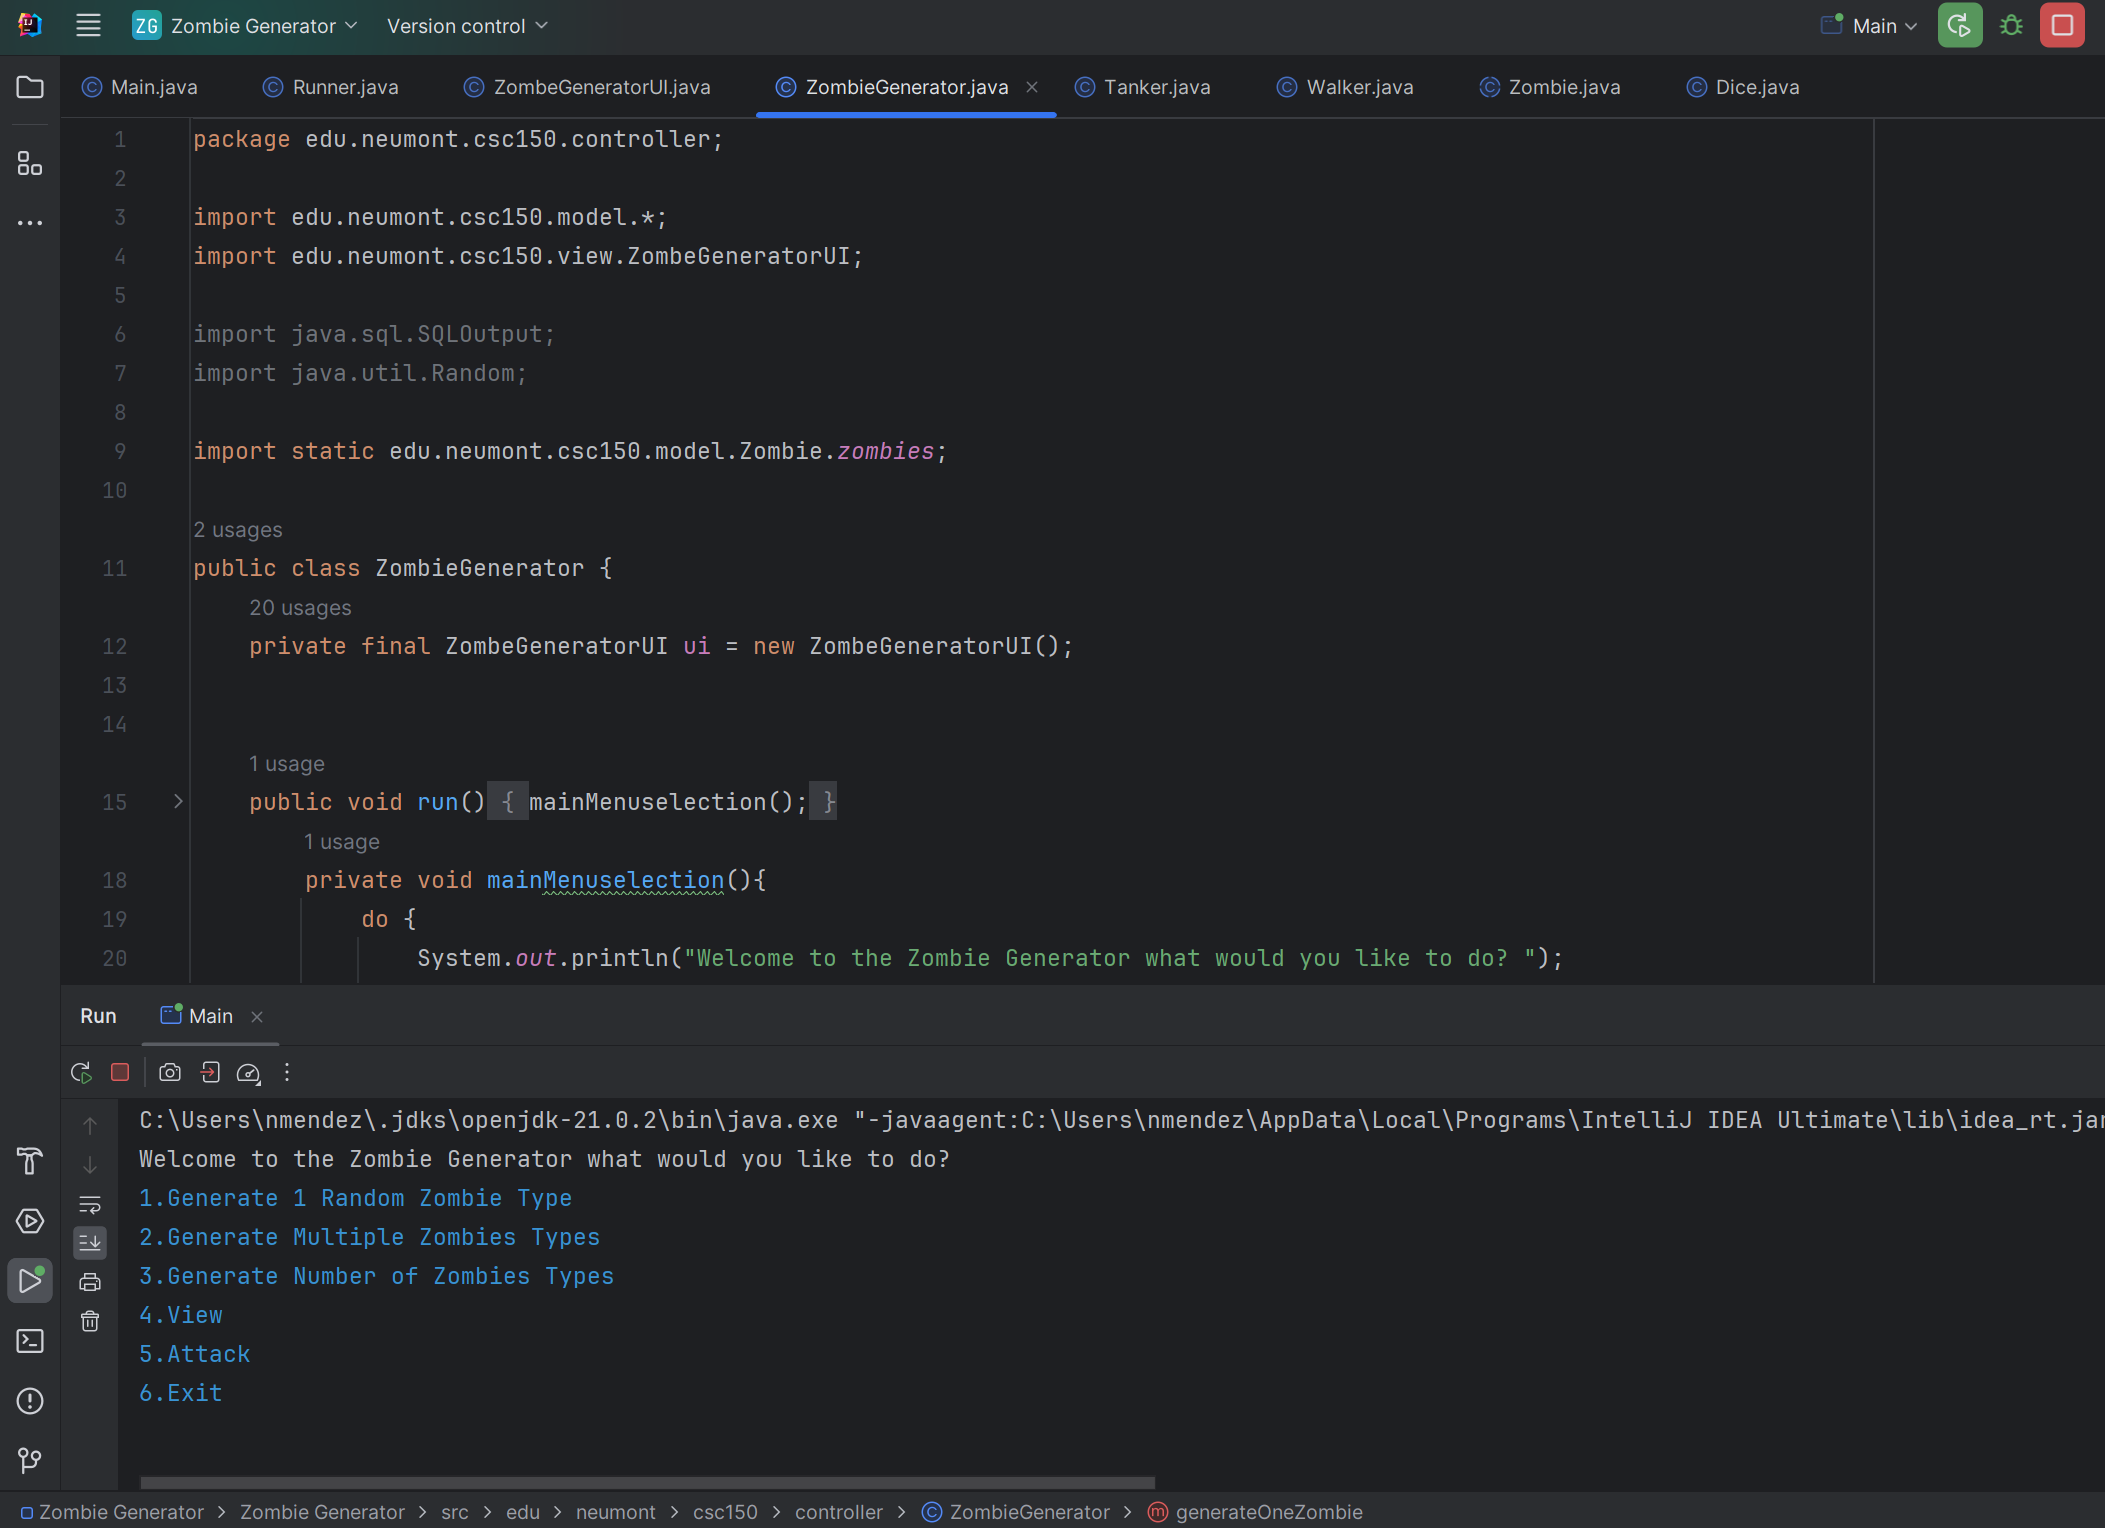 ZG Zombie Generator Version control Main
Main.java Runner.java ZombeGeneratorUI.java ZombieGenerator.java Tanker.java Walker.java Zombie.java Dice.java
1 package edu.neumont.csc150.controller;
2
3 import edu.neumont.csc150.model.*;
4 import edu.neumont.csc150.view.ZombeGeneratorUI;
5
6 import java.sql.SQLOutput;
7 import java.util.Random;
8
9 import static edu.neumont.csc150.model.Zombie.zombies;
10
2 usages
11 public class ZombieGenerator {
20 usages
12 private final ZombeGeneratorUI ui = new ZombeGeneratorUI();
13
14
1 usage
15 public void run() { mainMenuselection(); }
1 usage
18 private void mainMenuselection(){
19 do {
20 System.out.println("Welcome to the Zombie Generator what would you like to do? ");
Run Main
C:\Users\nmendez\.jdks\openjdk-21.0.2\bin\java.exe "-javaagent:C:\Users\nmendez\AppData\Local\Programs\IntelliJ IDEA Ultimate\lib\idea_rt.jar
Welcome to the Zombie Generator what would you like to do?
1.Generate 1 Random Zombie Type
2.Generate Multiple Zombies Types
3.Generate Number of Zombies Types
4.View
5.Attack
6.Exit
Zombie Generator > Zombie Generator > src > edu > neumont > csc150 > controller > ZombieGenerator > generateOneZombie